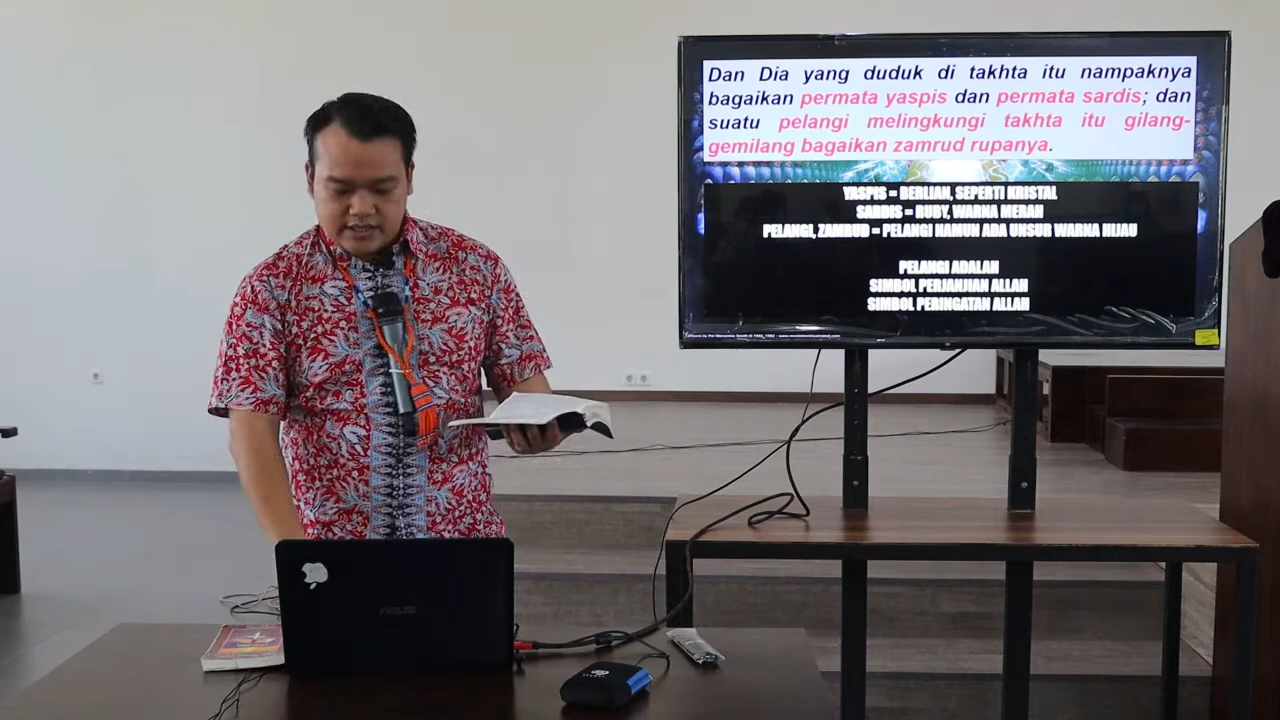 Dan Dia yang duduk di takhta itu nampaknya
bagaikan permata yaspis dan permata sardis; dan
suatu pelangi melingkungi takhta itu gilang-
gemilang bagaikan zamrud rupanya.
YASPIS = BERLIAN, SEPERTI KRISTAL
SARDIS = RUBY, WARNA MERAH
PELANGI, ZAMRUD = PELANGI NAMUN ADA UNSUR WARNA HIJAU
PELANGI ADALAH
SIMBOL PERJANJIAN ALLAH
SIMBOL PERINGATAN ALLAH
ASUS